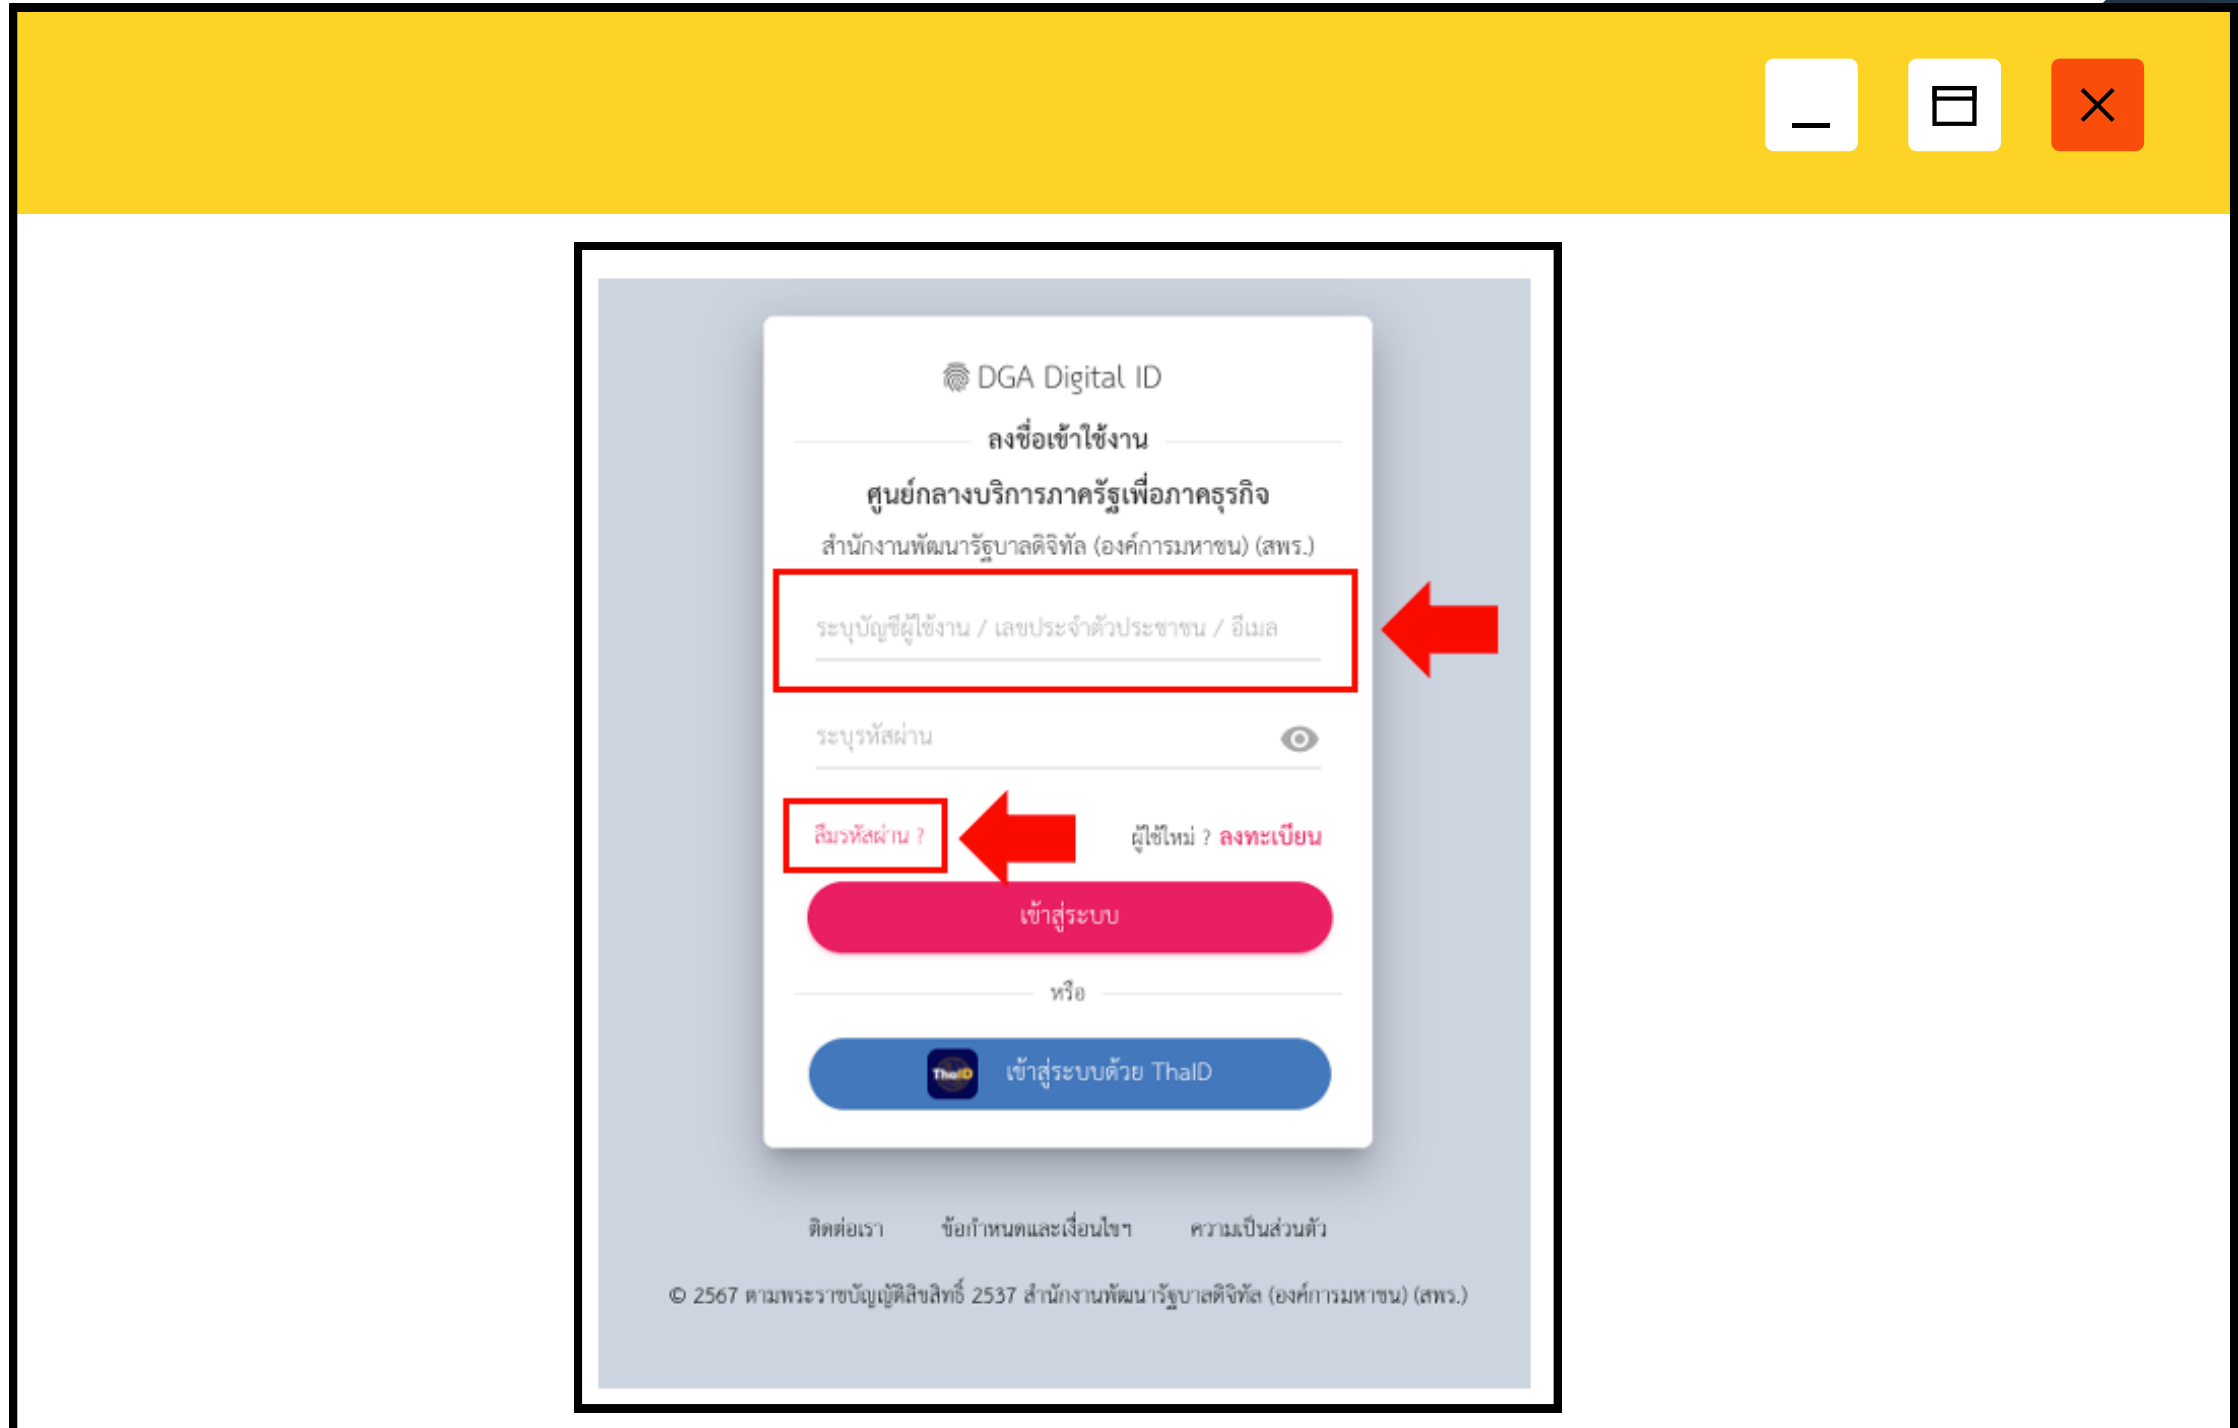 DGA Digital ID
ลงชื่อเข้าใช้งาน
ศูนย์กลางบริการภาครัฐเพื่อภาคธุรกิจ
สำนักงานพัฒนารัฐบาลดิจิทัล (องค์การมหาชน) (สพร.)
ระบุบัญชีผู้ใช้งาน / เลขประจำตัวประชาชน / อีเมล
ระบุรหัสผ่าน
ลืมรหัสผ่าน ? ผู้ใช้ใหม่ ? ลงทะเบียน
เข้าสู่ระบบ
หรือ
ThaID เข้าสู่ระบบด้วย ThaID
ติดต่อเรา ข้อกำหนดและเงื่อนไขฯ ความเป็นส่วนตัว
© 2567 ตามพระราชบัญญัติลิขสิทธิ์ 2537 สำนักงานพัฒนารัฐบาลดิจิทัล (องค์การมหาชน) (สพร.)